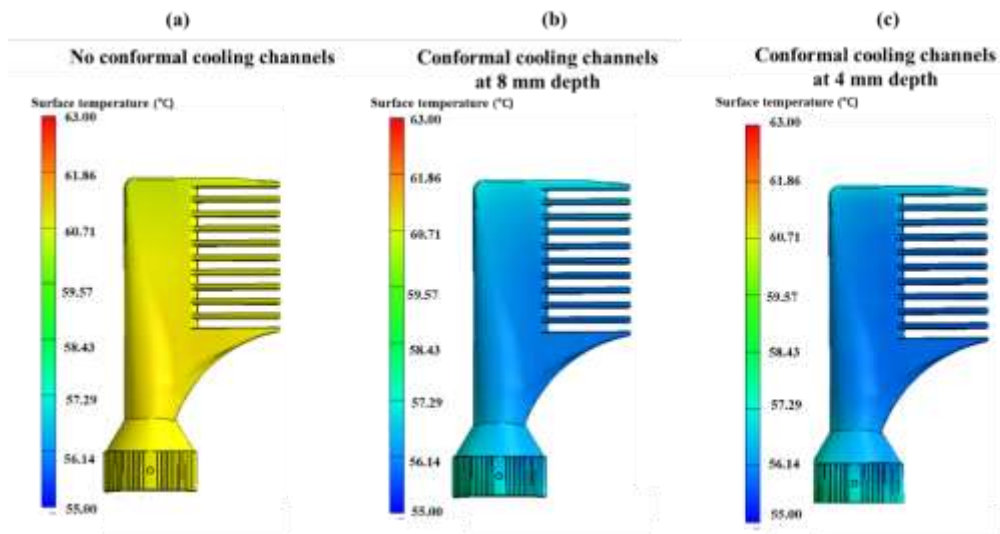 (a)
No conformal cooling channels
Surface temperature (°C)
63.00
61.86
60.71
59.57
58.43
57.29
56.14
55.00
(b)
Conformal cooling channels
at 8 mm depth
Surface temperature (°C)
63.00
61.86
60.71
59.57
58.43
57.29
56.14
55.00
(c)
Conformal cooling channels
at 4 mm depth
Surface temperature (°C)
63.00
61.86
60.71
59.57
58.43
57.29
56.14
55.00